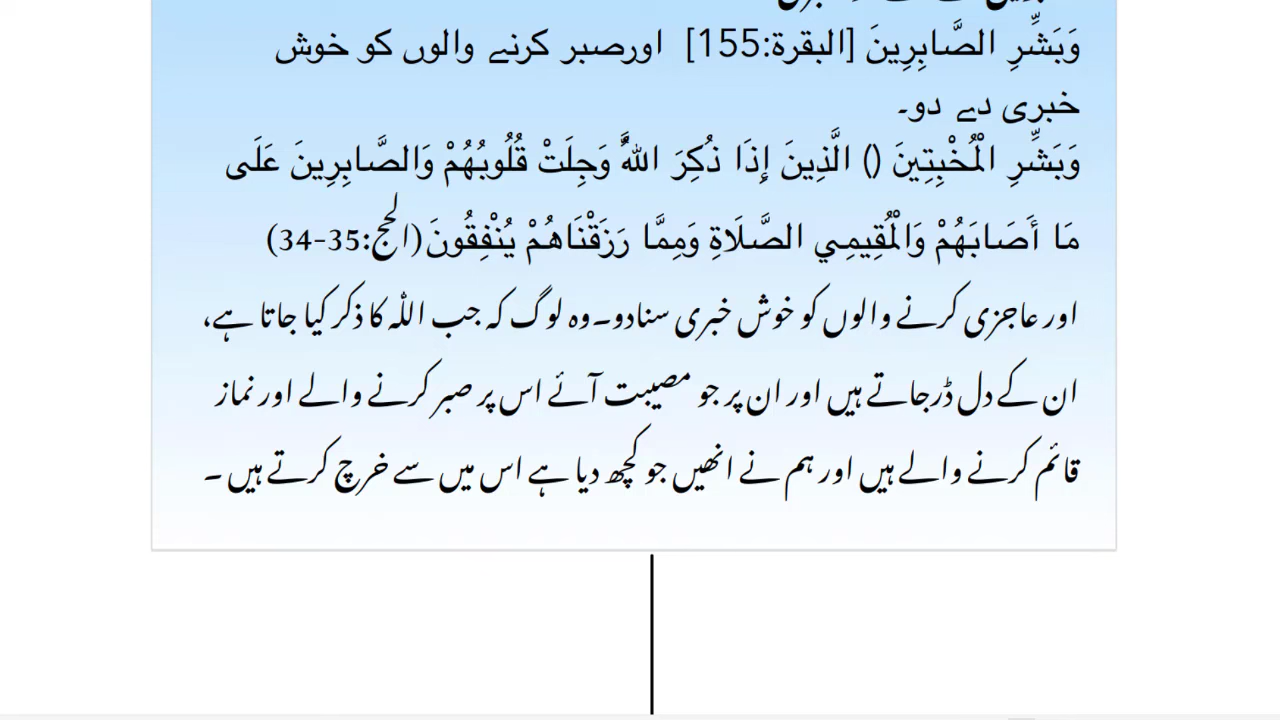 وَبَشِّرِ الصَّابِرِينَ [البقرة:155] اورصبر کرنے والوں کو خوش
خبری دے دو۔
وَبَشِّرِ الْمُخْبِتِينَ () الَّذِينَ إِذَا ذُكِرَ اللهُ وَجِلَتْ قُلُوبُهُمْ وَالصَّابِرِينَ عَلَى
مَا أَصَابَهُمْ وَالْمُقِيمِي الصَّلَاةِ وَمِمَّا رَزَقْنَاهُمْ يُنْفِقُونَ(الحج:35-34)
اور عاجزی کرنے والوں کو خوش خبری سنادو۔ وہ لوگ کہ جب اللہ کا ذکر کیا جاتا ہے،
ان کے دل ڈرجاتے ہیں اور ان پر جو مصیبت آئے اس پر صبر کرنے والے اور نماز
قائم کرنے والے ہیں اور ہم نے انھیں جو کچھ دیا ہے اس میں سے خرچ کرتے ہیں۔